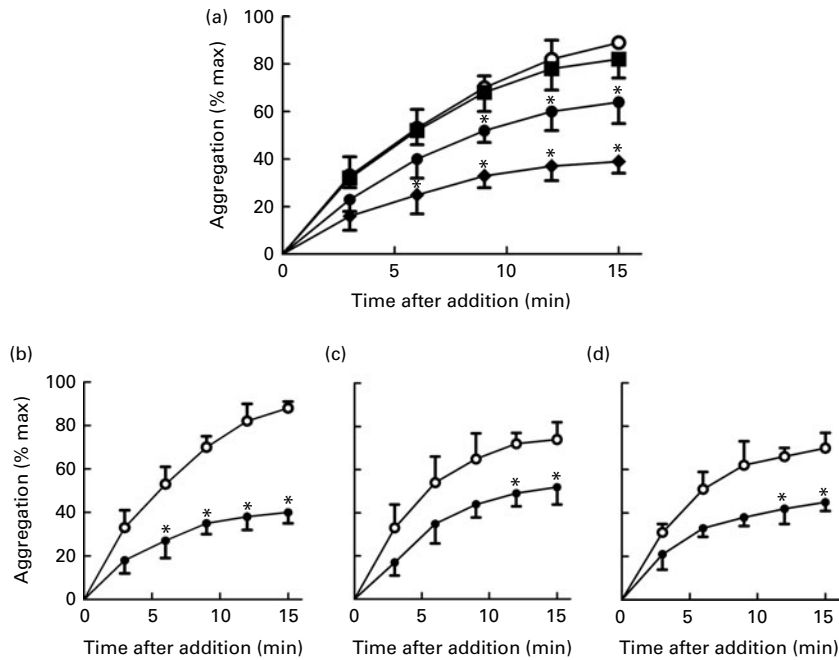 (a)
Aggregation (% max)
100
80
60
40
20
0
* * *
* * * *
0 5 10 15
Time after addition (min)
(b) (c) (d)
Aggregation (% max)
100
80
60
40
20
0
* * * *
* *
* *
0 5 10 15
0 5 10 15
0 5 10 15
Time after addition (min)
Time after addition (min)
Time after addition (min)